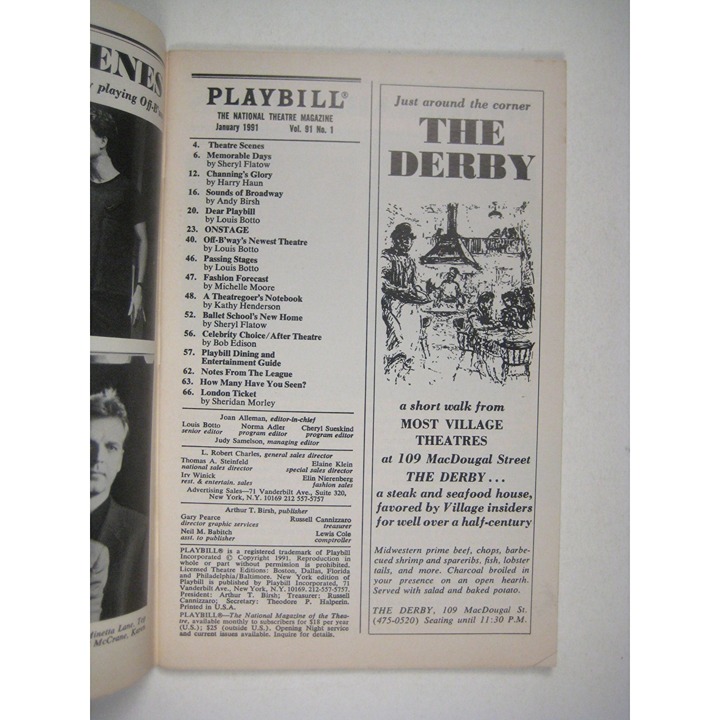 ENES
playing Off-B'
Minetta Lane,
McCrane,
PLAYBILL®
THE NATIONAL THEATRE MAGAZINE
January 1991 Vol. 91 No. 1
4. Theatre Scenes
6. Memorable Days
by Sheryl Flatow
12. Channing's Glory
by Harry Haun
16. Sounds of Broadway
by Andy Birsh
20. Dear Playbill
by Louis Botto
23. ONSTAGE
40. Off-B'way's Newest Theatre
by Louis Botto
46. Passing Stages
by Louis Botto
47. Fashion Forecast
by Michelle Moore
48. A Theatregoer's Notebook
by Kathy Henderson
52. Ballet School's New Home
by Sheryl Flatow
56. Celebrity Choice/After Theatre
by Bob Edison
57. Playbill Dining and
Entertainment Guide
62. Notes From The League
63. How Many Have You Seen?
66. London Ticket
by Sheridan Morley
Joan Alleman, editor-in-chief
Louis Botto Norma Adler Cheryl Sueskind
senior editor program editor program editor
Judy Samelson, managing editor
L. Robert Charles, general sales director
Thomas A. Steinfeld Elaine Klein
national sales director special sales director
Irv Winick Elin Nierenberg
rest. & entertain. sales fashion sales
Advertising Sales—71 Vanderbilt Ave., Suite 320,
New York, N.Y. 10169 212 557-5757
Arthur T. Birsh, publisher
Gary Pearce Russell Cannizzaro
director graphic services treasurer
Neil M. Babitch Lewis Cole
asst. to publisher comptroller
PLAYBILL® is a registered trademark of Playbill
Incorporated © Copyright 1991. Reproduction in
whole or part without permission is prohibited.
Licensed Theatre Editions: Boston, Dallas, Florida
and Philadelphia/Baltimore. New York edition of
Playbill is published by Playbill Incorporated, 71
Vanderbilt Ave., New York, N.Y., 10169. 212-557-5757.
President: Arthur T. Birsh; Treasurer: Russell
Cannizzaro; Secretary: Theodore P. Halperin.
Printed in U.S.A.
PLAYBILL®—The National Magazine of the Thea-
tre, available monthly to subscribers for $18 per year
(U.S.); $25 (outside U.S.). Opening Night service
and current issues available. Inquire for details.
Just around the corner
THE
DERBY
a short walk from
MOST VILLAGE
THEATRES
at 109 MacDougal Street
THE DERBY...
a steak and seafood house,
favored by Village insiders
for well over a half-century
Midwestern prime beef, chops, barbe-
cued shrimp and spareribs, fish, lobster
tails, and more. Charcoal broiled in
your presence on an open hearth.
Served with salad and baked potato.
THE DERBY, 109 MacDougal St.
(475-0520) Seating until 11:30 P.M.